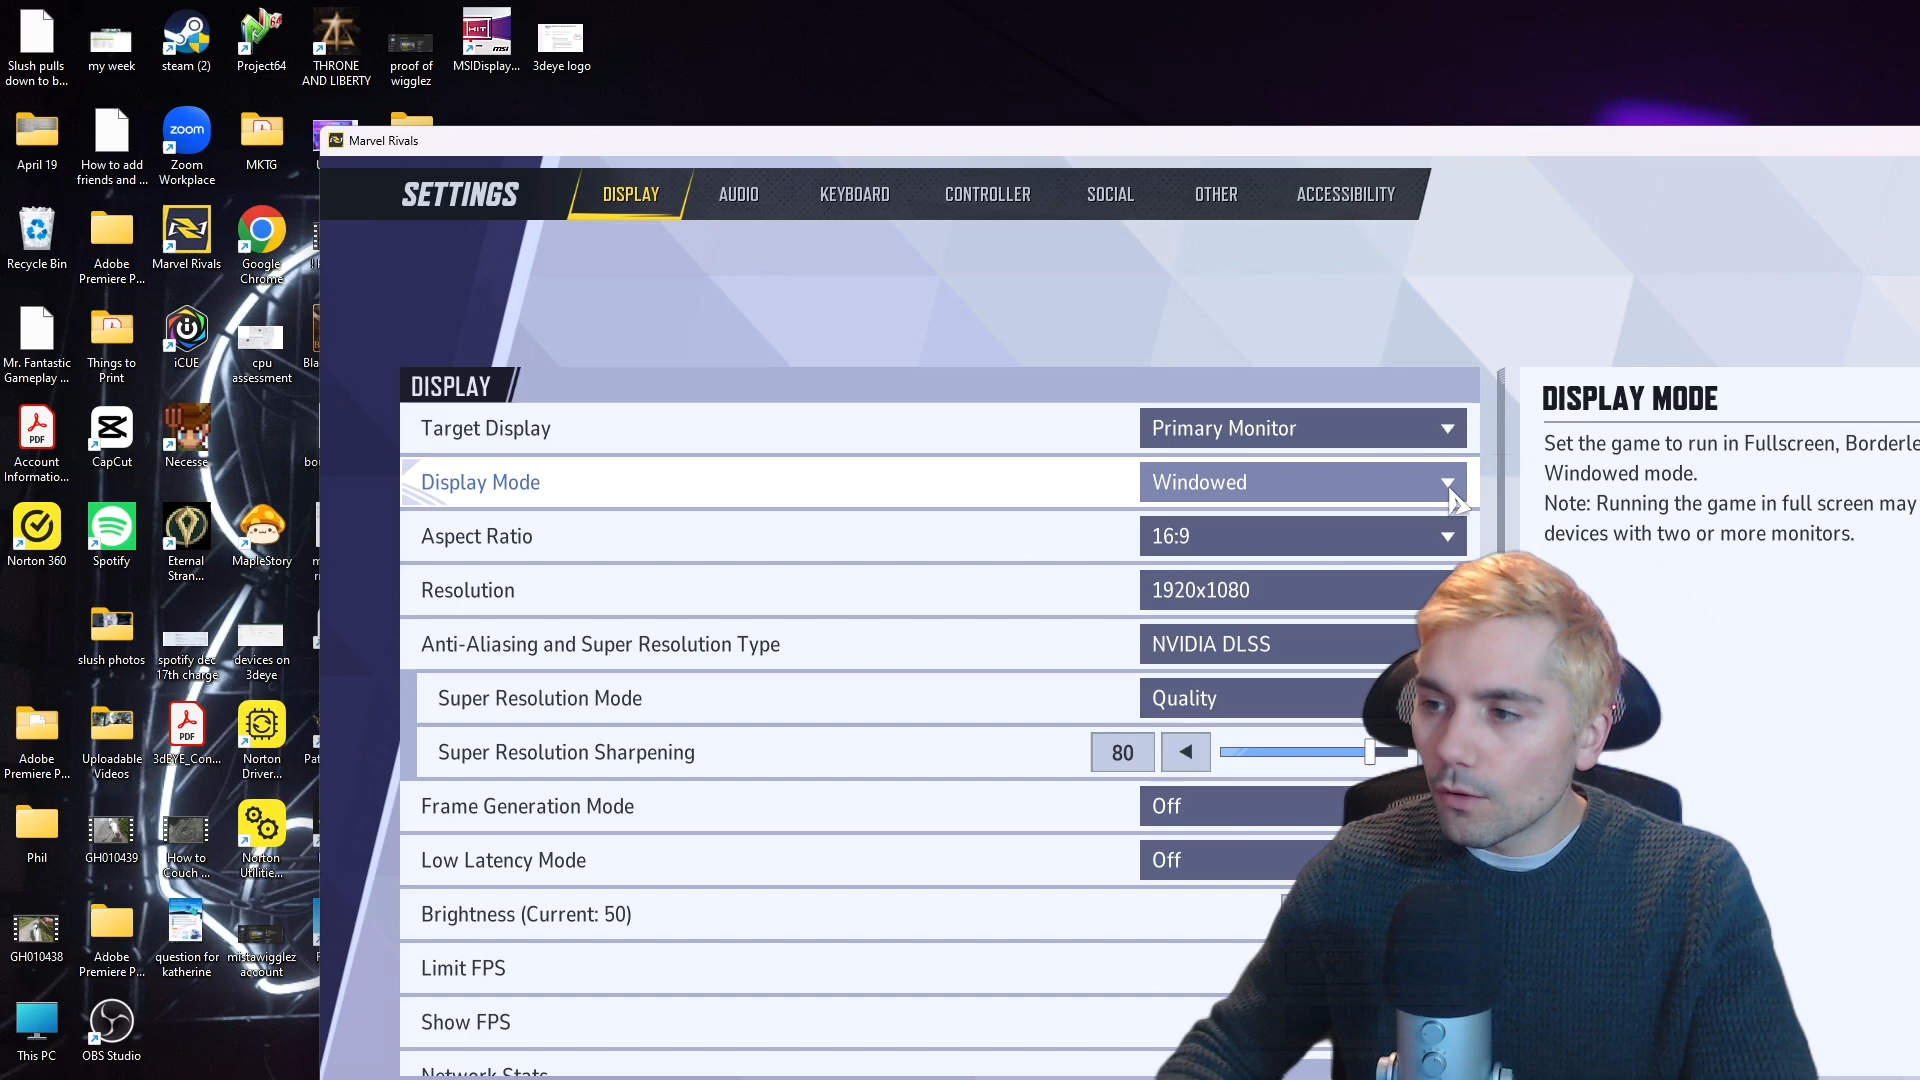 Slush pulls
down to b...
my week
steam (2)
Project64
THRONE
AND LIBERTY
proof of
wigglez
MSIDisplay...
3deye logo
April 19
How to add
friends and ...
Zoom
Workplace
MKTG
Recycle Bin
Adobe
Premiere P...
Marvel Rivals
Google
Chrome
Mr. Fantastic
Gameplay ...
Things to
Print
iCUE
cpu
assessment
Account
Informatio...
CapCut
Necesse
Norton 360
Spotify
Eternal
Stran...
MapleStory
slush photos
spotify dec
17th charge
devices on
3deye
Adobe
Premiere P...
Uploadable
Videos
3dEYE_Con...
Norton
Driver...
Phil
GH010439
How to
Couch ...
Norton
Utilitie...
GH010438
Adobe
Premiere P...
question for
katherine
mistawigglez
account
This PC
OBS Studio
Marvel Rivals
SETTINGS
DISPLAY
AUDIO
KEYBOARD
CONTROLLER
SOCIAL
OTHER
ACCESSIBILITY
DISPLAY
Target Display
Primary Monitor
Display Mode
Windowed
Aspect Ratio
16:9
Resolution
1920x1080
Anti-Aliasing and Super Resolution Type
NVIDIA DLSS
Super Resolution Mode
Quality
Super Resolution Sharpening
80
Frame Generation Mode
Off
Low Latency Mode
Off
Brightness (Current: 50)
Limit FPS
Show FPS
Network Stats
DISPLAY MODE
Set the game to run in Fullscreen, Borderle
Windowed mode.
Note: Running the game in full screen may
devices with two or more monitors.